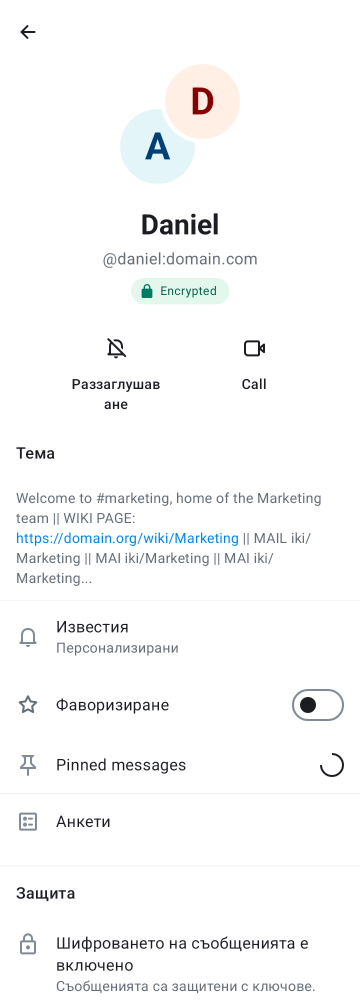 D
A
Daniel
@daniel:domain.com
Encrypted
Раззаглушав
ане
Call
Тема
Welcome to #marketing, home of the Marketing
team || WIKI PAGE:
https://domain.org/wiki/Marketing || MAIL iki/
Marketing || MAI iki/Marketing || MAI iki/
Marketing...
Известия
Персонализирани
Фаворизиране
Pinned messages
Анкети
Защита
Шифроването на съобщенията е
включено
Съобщенията са защитени с ключове.